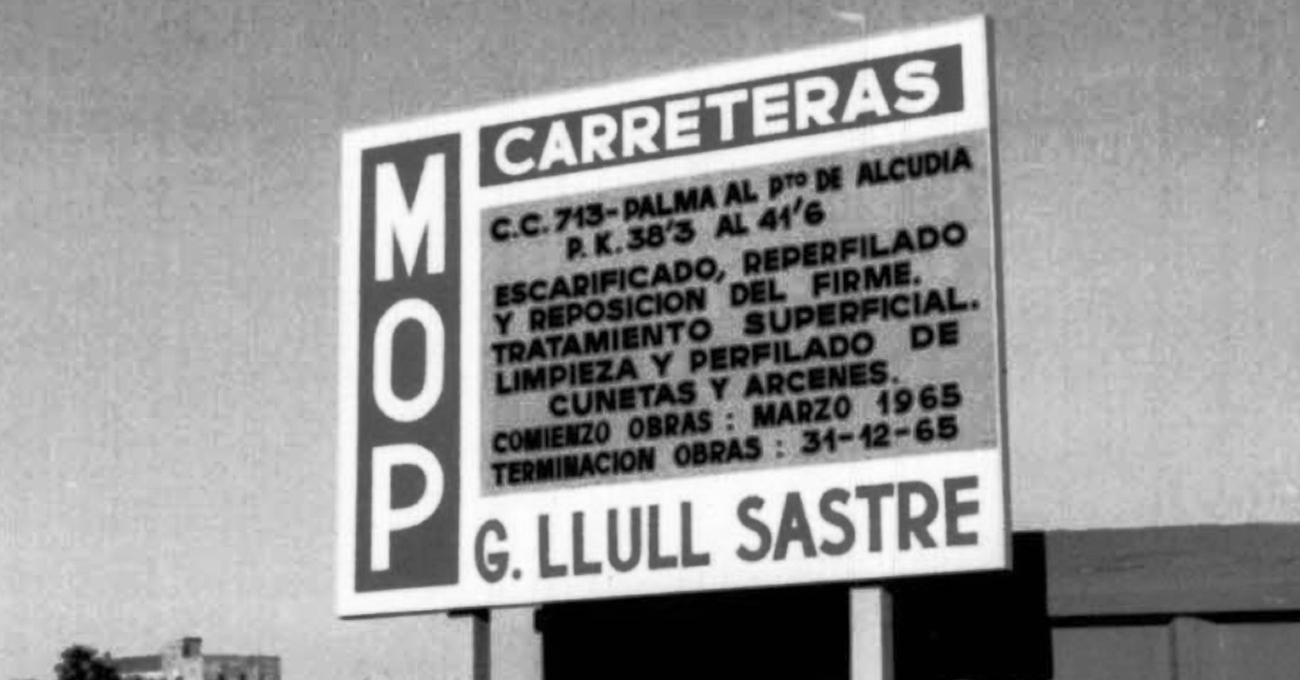 MOP
CARRETERAS
C.C. 713-PALMA AL PTO DE ALCUDIA
P.K. 38'3 AL 41'6
ESCARIFICADO, REPERFILADO
Y REPOSICION DEL FIRME.
TRATAMIENTO SUPERFICIAL.
LIMPIEZA Y PERFILADO DE
CUNETAS Y ARCENES.
COMIENZO OBRAS : MARZO 1965
TERMINACION OBRAS : 31-12-65
G. LLULL SASTRE